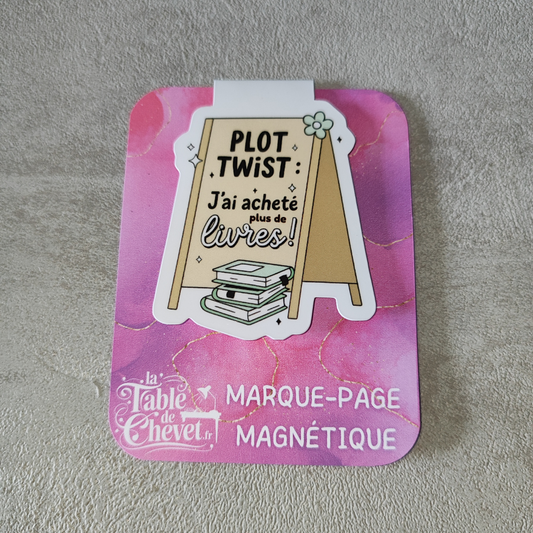 PLOT
TWiST :
J'ai acheté
plus de
livres !
la
Table
de
Chevet.fr
MARQUE-PAGE
MAGNÉTIQUE